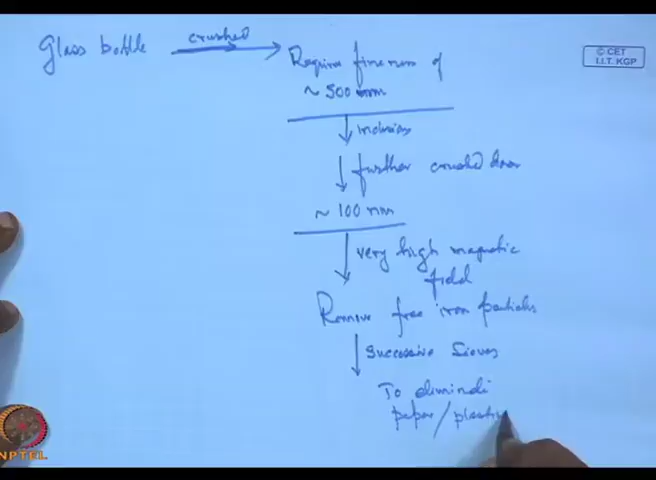 Glass bottle
crushed
© CET
I.I.T. KGP
Require fineness of
~ 500 mm
inclusions
further crushed down
~ 100 mm
very high magnetic
field
Remove free iron particles
successive Sieves
To eliminate
paper/plastic
NPTEL